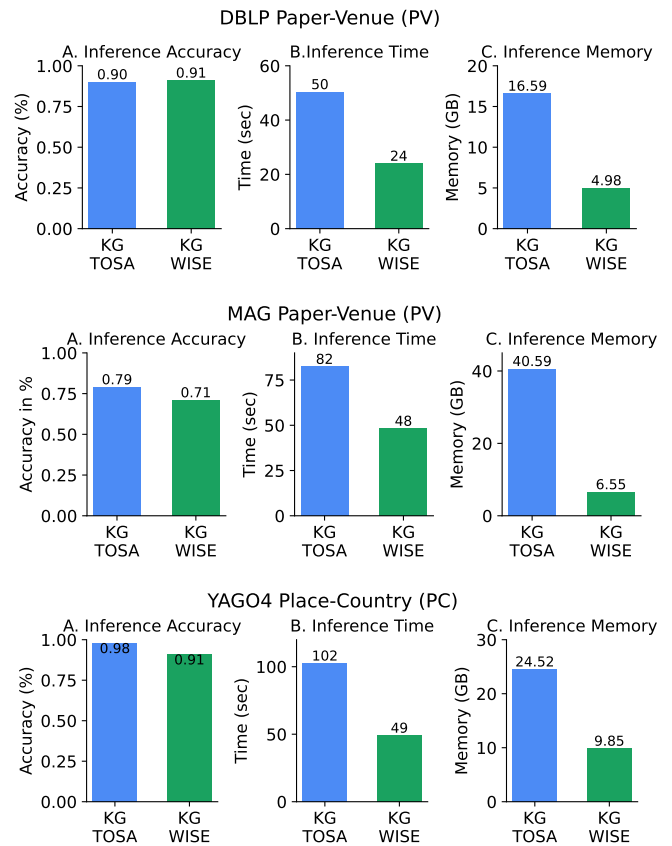 DBLP Paper-Venue (PV)
A. Inference Accuracy
Accuracy (%)
1.00
0.75
0.50
0.25
0.00
0.90
0.91
KG
TOSA
KG
WISE
B.Inference Time
Time (sec)
60
40
20
0
50
24
KG
TOSA
KG
WISE
C. Inference Memory
Memory (GB)
20
15
10
5
0
16.59
4.98
KG
TOSA
KG
WISE
MAG Paper-Venue (PV)
A. Inference Accuracy
Accuracy in %
1.00
0.75
0.50
0.25
0.00
0.79
0.71
KG
TOSA
KG
WISE
B. Inference Time
Time (sec)
75
50
25
0
82
48
KG
TOSA
KG
WISE
C. Inference Memory
Memory (GB)
40
20
0
40.59
6.55
KG
TOSA
KG
WISE
YAGO4 Place-Country (PC)
A. Inference Accuracy
Accuracy (%)
1.00
0.75
0.50
0.25
0.00
0.98
0.91
KG
TOSA
KG
WISE
B. Inference Time
Time (sec)
100
50
0
102
49
KG
TOSA
KG
WISE
C. Inference Memory
Memory (GB)
30
20
10
0
24.52
9.85
KG
TOSA
KG
WISE